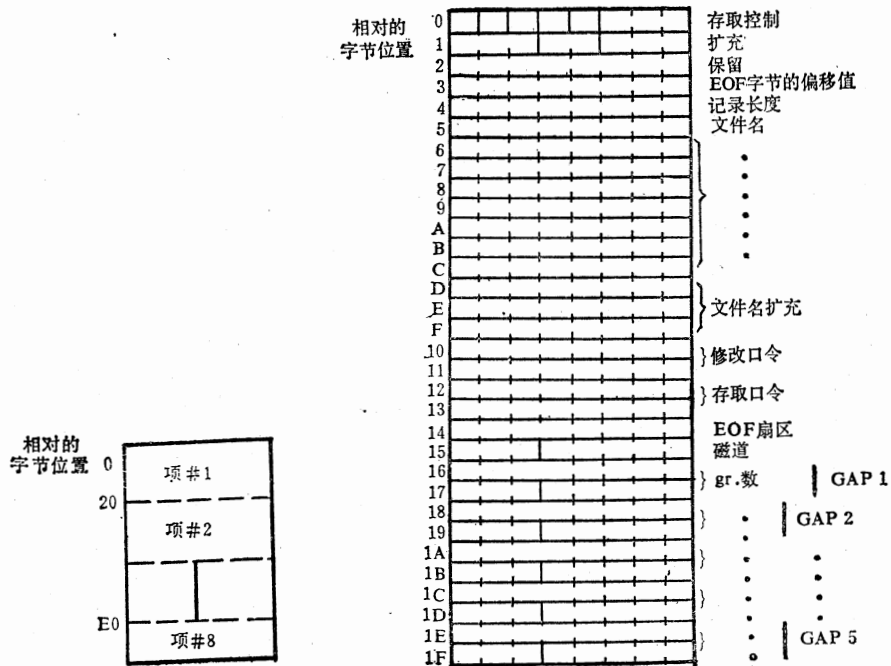 相对的
字节位置
0 存取控制
1 扩充
2 保留
3 EOF字节的偏移值
4 记录长度
5 文件名
6
7
8
9
A
B
C
D
E 文件名扩充
F
10 修改口令
11
12 存取口令
13
14 EOF扇区
15 磁道
16 gr.数 GAP 1
17
18 GAP 2
19
1A
1B
1C
1D
1E GAP 5
1F
相对的
字节位置 0
项#1
20
项#2
E0
项#8